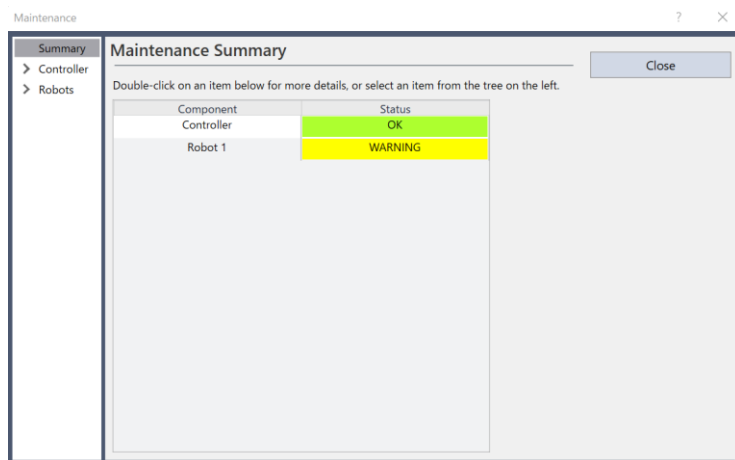 Maintenance
?
Summary
Controller
Robots
Maintenance Summary
Close
Double-click on an item below for more details, or select an item from the tree on the left.
Component Status
Controller OK
Robot 1 WARNING